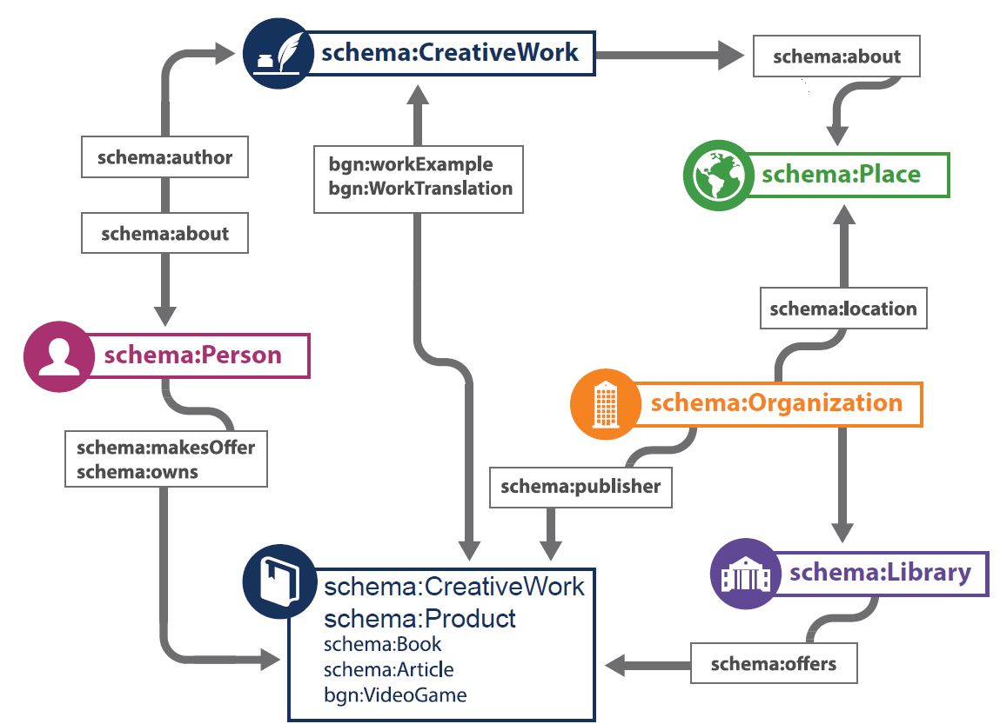 schema:CreativeWork
schema:about
schema:author
bgn:workExample
bgn:WorkTranslation
schema:Place
schema:about
schema:location
schema:Person
schema:Organization
schema:makesOffer
schema:owns
schema:publisher
schema:Library
schema:CreativeWork
schema:Product
schema:Book
schema:Article
bgn:VideoGame
schema:offers